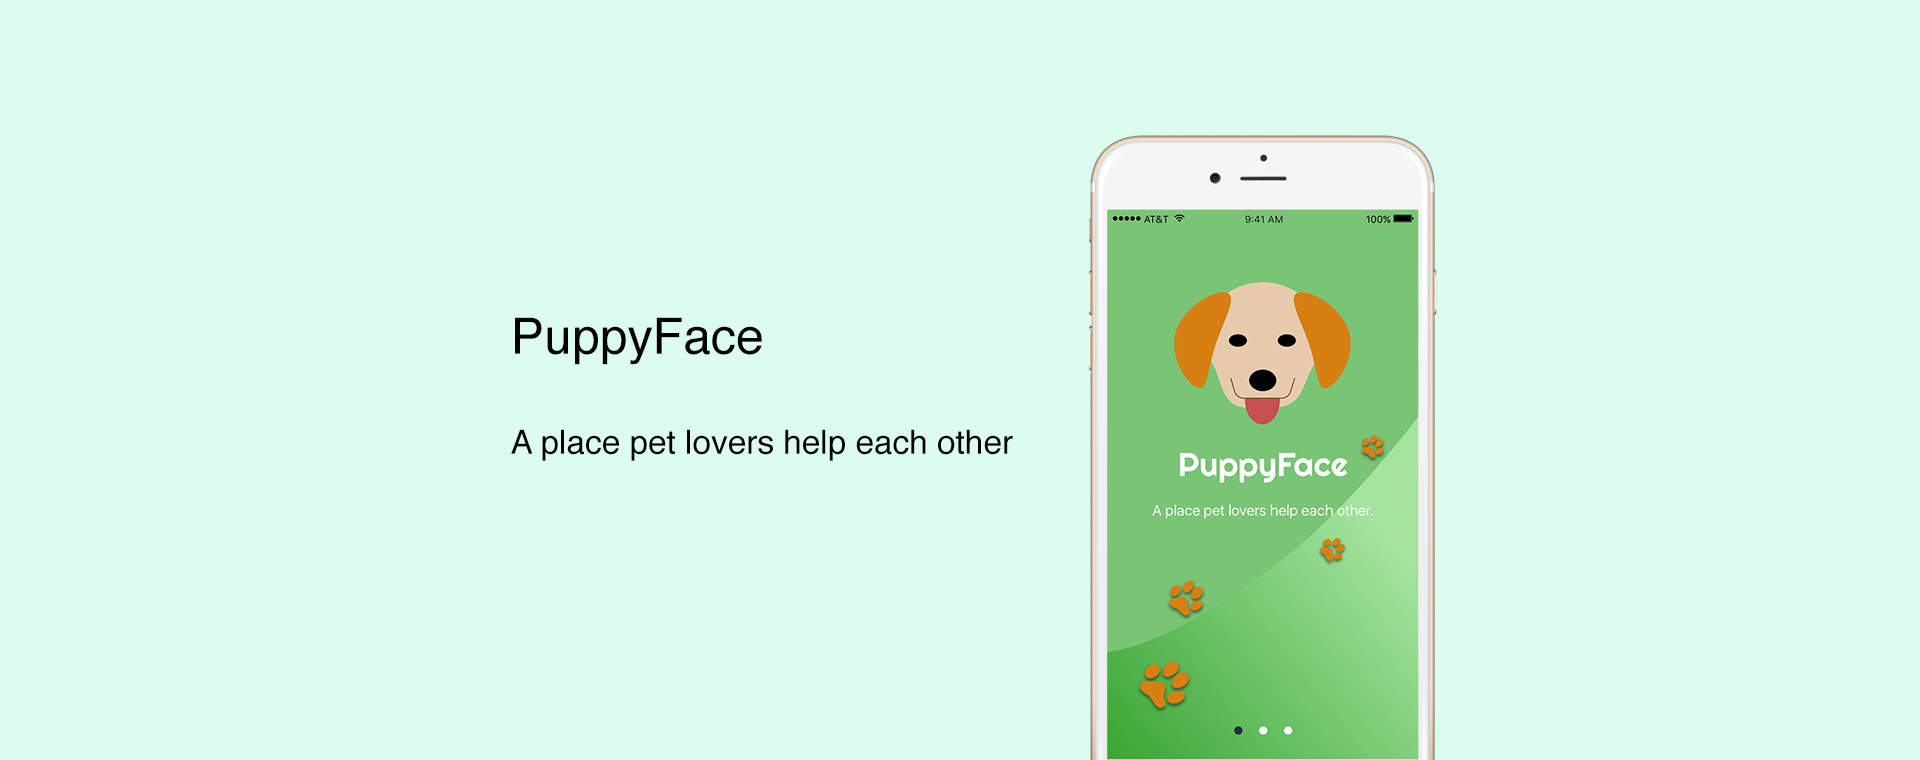 PuppyFace
A place pet lovers help each other
AT&T 9:41 AM 100%
PuppyFace
A place pet lovers help each other.